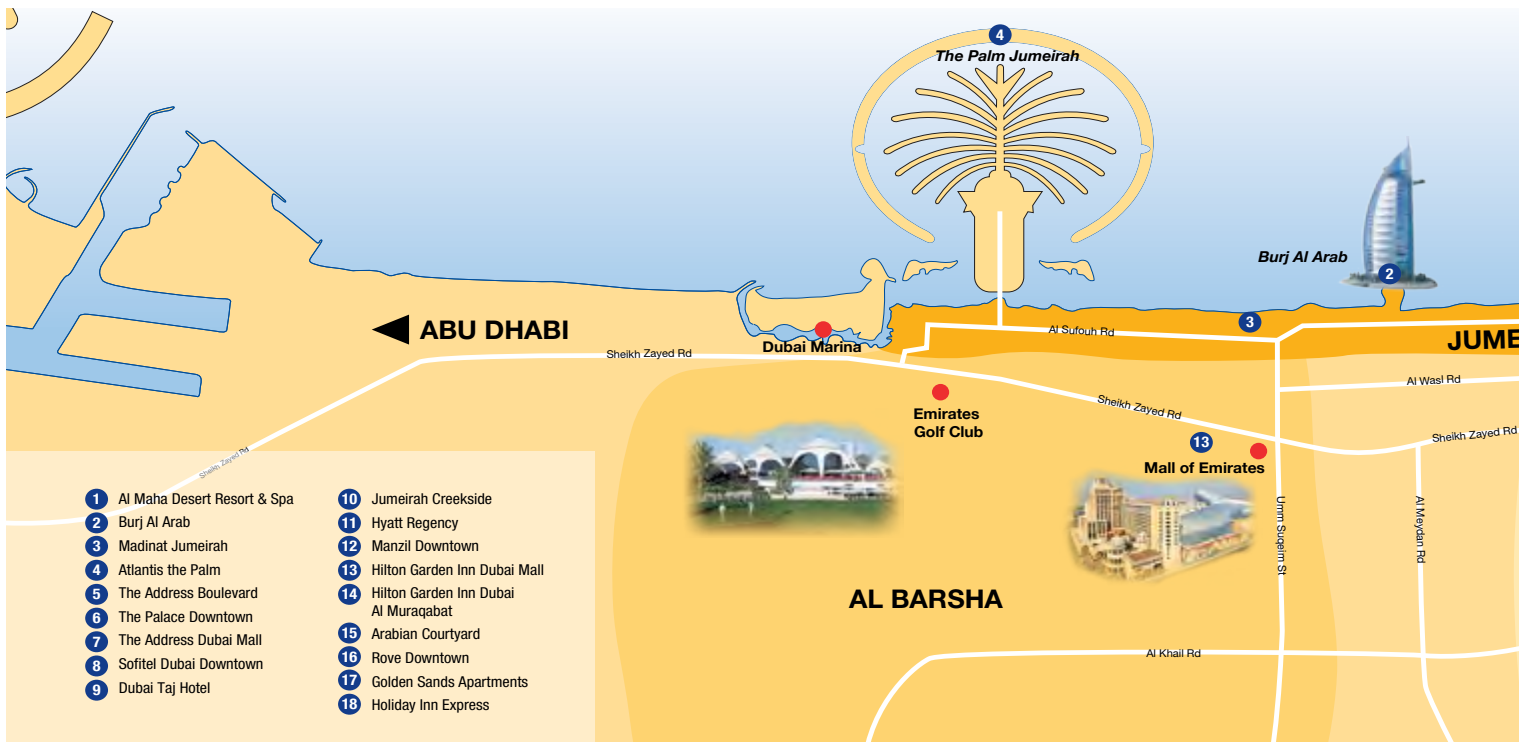 4
The Palm Jumeirah
Burj Al Arab
2
3
ABU DHABI
Dubai Marina
Al Sufouh Rd
JUME
Sheikh Zayed Rd
Al Wasl Rd
Emirates
Golf Club
Sheikh Zayed Rd
Sheikh Zayed Rd
13
Mall of Emirates
Sheikh Zayed Rd
Umm Suqeim St
Al Meydan Rd
AL BARSHA
Al Khail Rd
1 Al Maha Desert Resort & Spa
2 Burj Al Arab
3 Madinat Jumeirah
4 Atlantis the Palm
5 The Address Boulevard
6 The Palace Downtown
7 The Address Dubai Mall
8 Sofitel Dubai Downtown
9 Dubai Taj Hotel
10 Jumeirah Creekside
11 Hyatt Regency
12 Manzil Downtown
13 Hilton Garden Inn Dubai Mall
14 Hilton Garden Inn Dubai
Al Muraqabat
15 Arabian Courtyard
16 Rove Downtown
17 Golden Sands Apartments
18 Holiday Inn Express